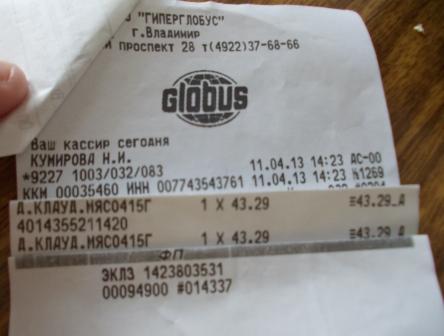 О "ГИПЕРГЛОБУС"
г.Владимир
й проспект 28 т(4922)37-68-66
GLOBUS
Ваш кассир сегодня
КУМИРОВА Н.И.
*9227 1003/032/083 11.04.13 14:23 АС-00
ККМ 00035460 ИНН 007743543761 11.04.13 14:23 №1269
Д.КЛАУД.МЯСО415Г 1 X 43.29 ≡43.29_А
4014355211420
Д.КЛАУД.МЯСО415Г 1 X 43.29 ≡43.29_А
ФП
ЭКЛЗ 1423803531
00094900 #014337